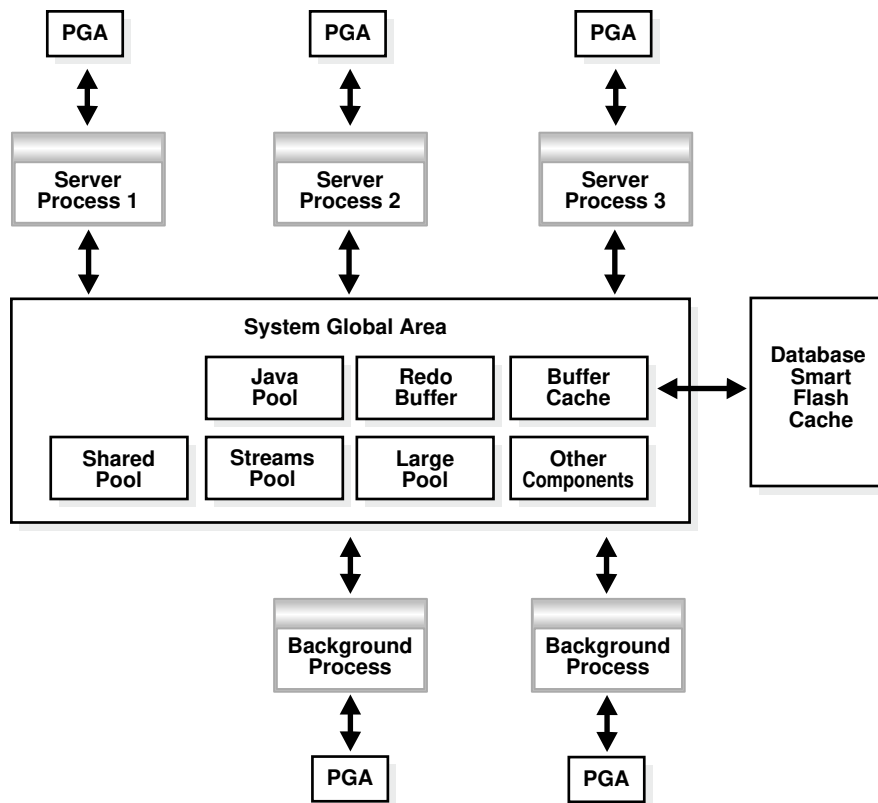 PGA
PGA
PGA
Server
Process 1
Server
Process 2
Server
Process 3
System Global Area
Java
Pool
Redo
Buffer
Buffer
Cache
Database
Smart
Flash
Cache
Shared
Pool
Streams
Pool
Large
Pool
Other
Components
Background
Process
Background
Process
PGA
PGA